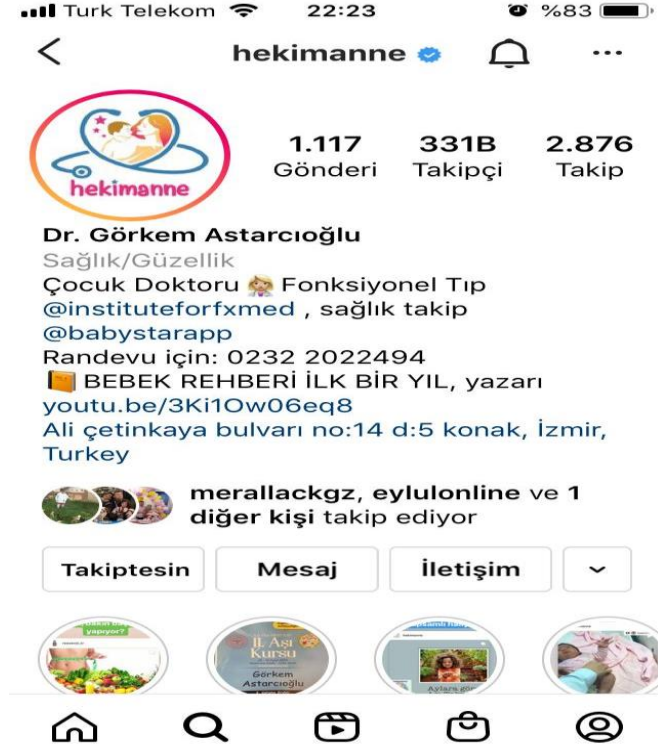 Turk Telekom 22:23 %83
hekimanne
hekimanne
1.117 331B 2.876
Gönderi Takipçi Takip
Dr. Görkem Astarcıoğlu
Sağlık/Güzellik
Çocuk Doktoru Fonksiyonel Tıp
@instituteforfxmed , sağlık takip
@babystarapp
Randevu için: 0232 2022494
BEBEK REHBERİ İLK BİR YIL, yazarı
youtu.be/3Ki1Ow06eq8
Ali çetinkaya bulvarı no:14 d:5 konak, İzmir,
Turkey
merallackgz, eylulonline ve 1
diğer kişi takip ediyor
Takiptesin Mesaj İletişim
yapıyor?
II. Aşı
Kursu
Görkem
Astarcıoğlu